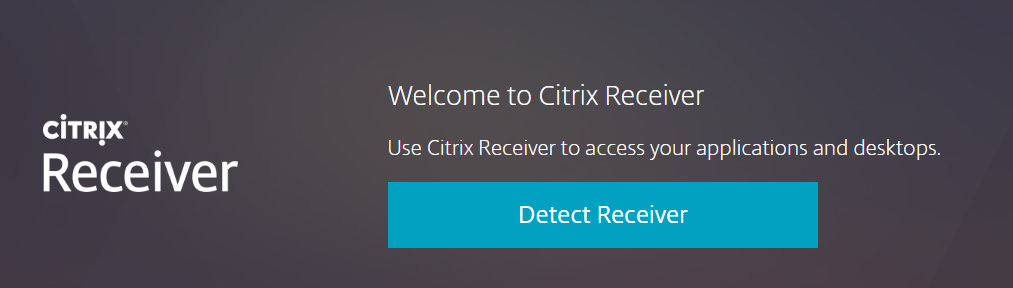 Welcome to Citrix Receiver
CITRIX®
Use Citrix Receiver to access your applications and desktops.
Receiver
Detect Receiver